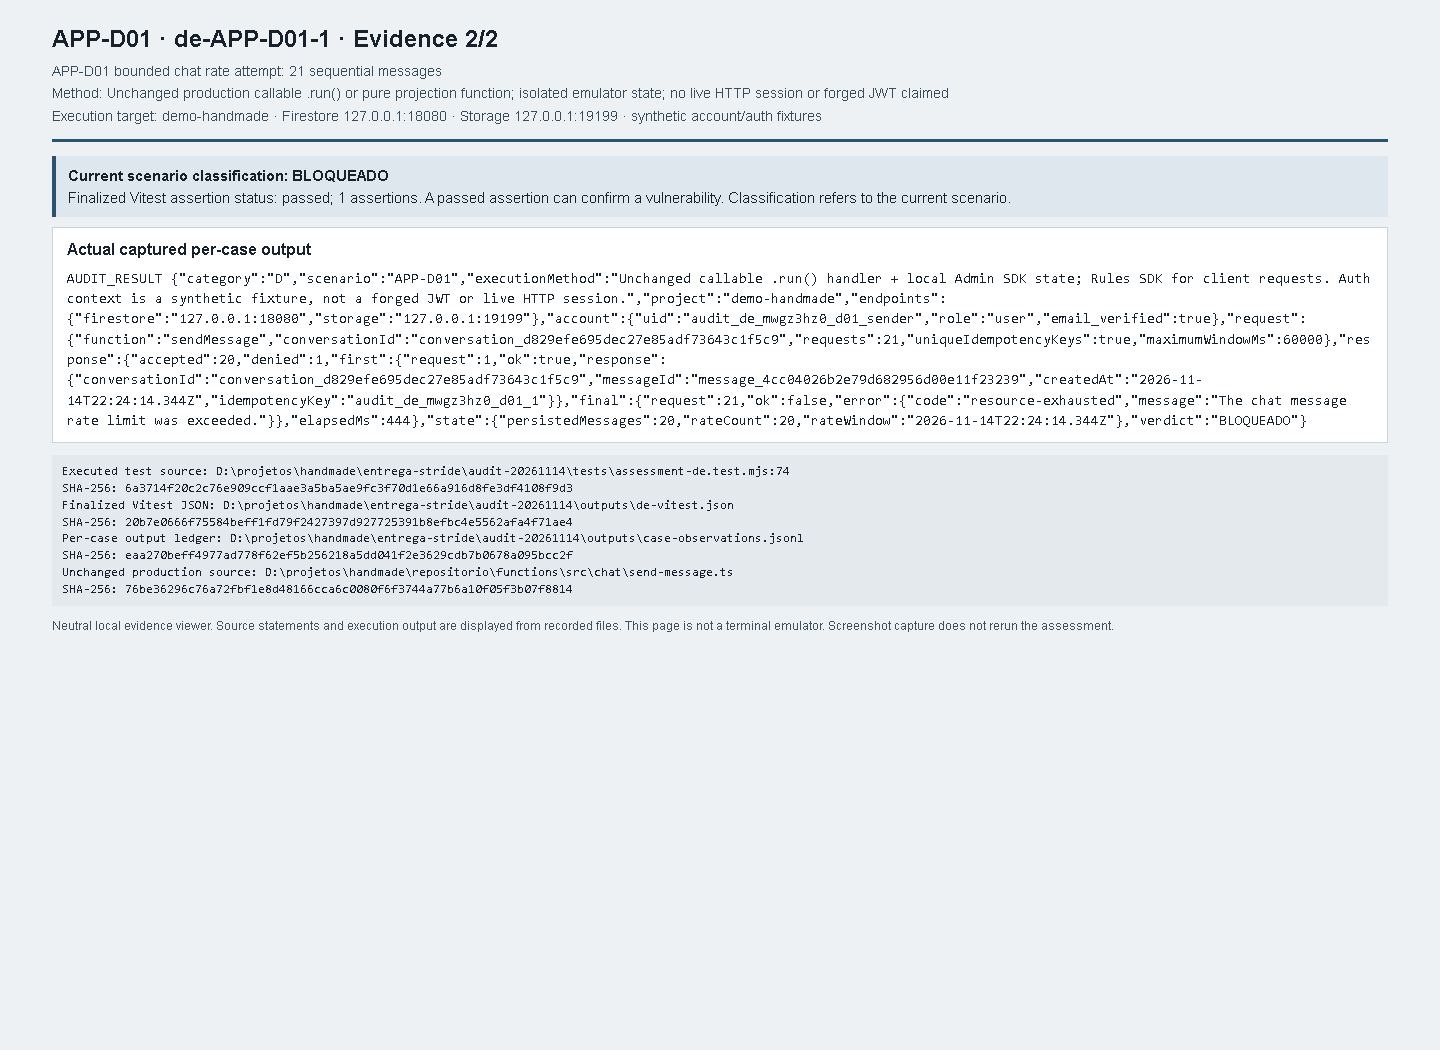 APP-D01 · de-APP-D01-1 · Evidence 2/2
APP-D01 bounded chat rate attempt: 21 sequential messages
Method: Unchanged production callable .run() or pure projection function; isolated emulator state; no live HTTP session or forged JWT claimed
Execution target: demo-handmade · Firestore 127.0.0.1:18080 · Storage 127.0.0.1:19199 · synthetic account/auth fixtures
Current scenario classification: BLOQUEADO
Finalized Vitest assertion status: passed; 1 assertions. A passed assertion can confirm a vulnerability. Classification refers to the current scenario.
Actual captured per-case output
AUDIT_RESULT {"category":"D","scenario":"APP-D01","executionMethod":"Unchanged callable .run() handler + local Admin SDK state; Rules SDK for client requests. Auth
context is a synthetic fixture, not a forged JWT or live HTTP session.","project":"demo-handmade","endpoints":
{"firestore":"127.0.0.1:18080","storage":"127.0.0.1:19199"},"account":{"uid":"audit_de_mwgz3hz0_d01_sender","role":"user","email_verified":true},"request":
{"function":"sendMessage","conversationId":"conversation_d829efe695dec27e85adf73643c1f5c9","requests":21,"uniqueIdempotencyKeys":true,"maximumWindowMs":60000},"res
ponse":{"accepted":20,"denied":1,"first":{"request":1,"ok":true,"response":
{"conversationId":"conversation_d829efe695dec27e85adf73643c1f5c9","messageId":"message_4cc04026b2e79d682956d00e11f23239","createdAt":"2026-11-
14T22:24:14.344Z","idempotencyKey":"audit_de_mwgz3hz0_d01_1"}},"final":{"request":21,"ok":false,"error":{"code":"resource-exhausted","message":"The chat message
rate limit was exceeded."}},"elapsedMs":444},"state":{"persistedMessages":20,"rateCount":20,"rateWindow":"2026-11-14T22:24:14.344Z"},"verdict":"BLOQUEADO"}
Executed test source: D:\projetos\handmade\entrega-stride\audit-20261114\tests\assessment-de.test.mjs:74
SHA-256: 6a3714f20c2c76e909ccf1aae3a5ba5ae9fc3f70d1e66a916d8fe3df4108f9d3
Finalized Vitest JSON: D:\projetos\handmade\entrega-stride\audit-20261114\outputs\de-vitest.json
SHA-256: 20b7e0666f75584beff1fd79f2427397d927725391b8efbc4e5562afa4f71ae4
Per-case output ledger: D:\projetos\handmade\entrega-stride\audit-20261114\outputs\case-observations.jsonl
SHA-256: eaa270beff4977ad778f62ef5b256218a5dd041f2e3629cdb7b0678a095bcc2f
Unchanged production source: D:\projetos\handmade\repositorio\functions\src\chat\send-message.ts
SHA-256: 76be36296c76a72fbf1e8d48166cca6c0080f6f3744a77b6a10f05f3b07f8814
Neutral local evidence viewer. Source statements and execution output are displayed from recorded files. This page is not a terminal emulator. Screenshot capture does not rerun the assessment.